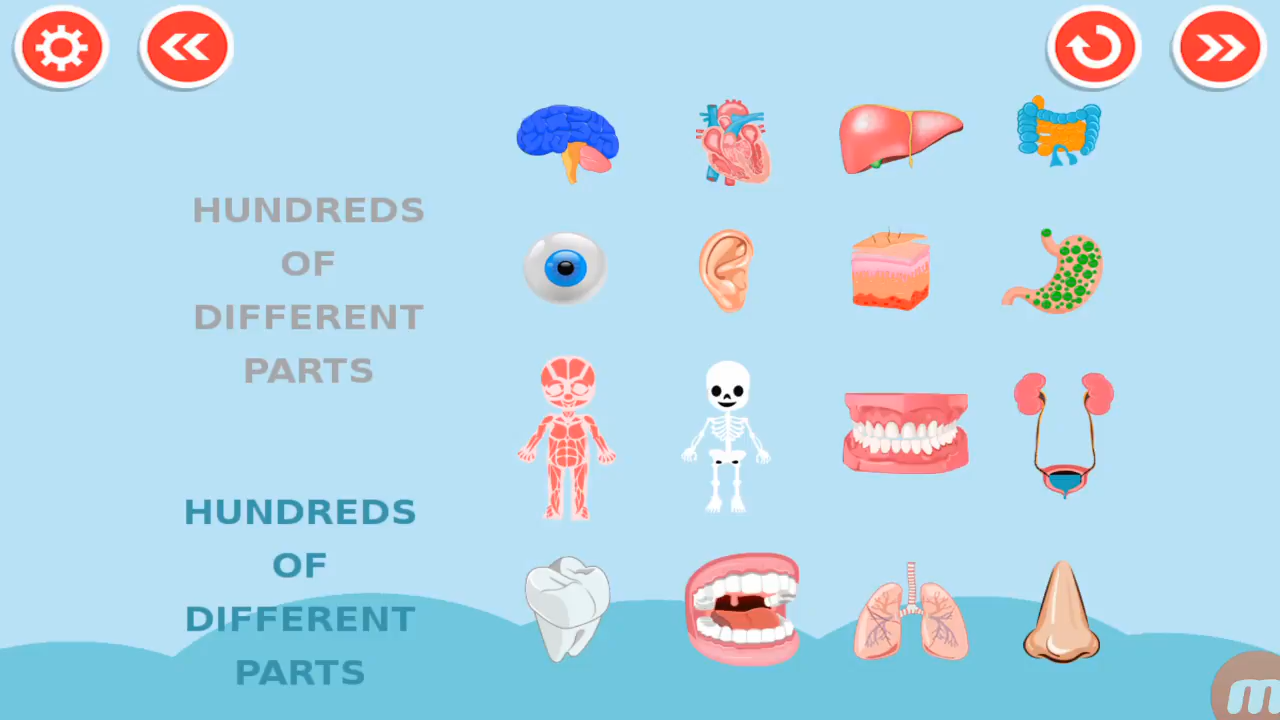 HUNDREDS
OF
DIFFERENT
PARTS
HUNDREDS
OF
DIFFERENT
PARTS
m